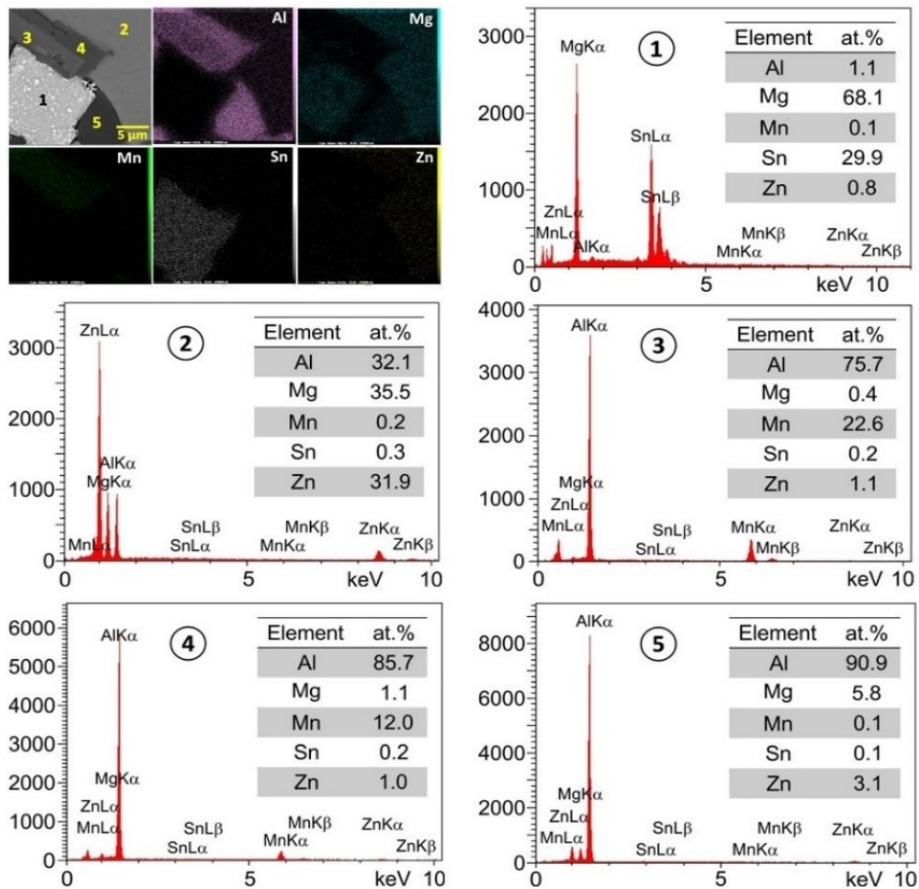 Al
Mg
3
4
2
1
5
5 µm
Mn
Sn
Zn
1
3000
2000
1000
0
MgKα
SnLα
SnLβ
ZnLα
MnLα
AlKα
MnKβ
MnKα
ZnKα
ZnKβ
0 5 keV 10
Element at.%
Al 1.1
Mg 68.1
Mn 0.1
Sn 29.9
Zn 0.8
2
3000
2000
1000
0
ZnLα
AlKα
MgKα
MnLα
SnLβ
SnLα
MnKβ
MnKα
ZnKα
ZnKβ
0 5 keV 10
Element at.%
Al 32.1
Mg 35.5
Mn 0.2
Sn 0.3
Zn 31.9
3
4000
3000
2000
1000
0
AlKα
MgKα
ZnLα
MnLα
SnLβ
SnLα
MnKα
MnKβ
ZnKα
ZnKβ
0 5 keV 10
Element at.%
Al 75.7
Mg 0.4
Mn 22.6
Sn 0.2
Zn 1.1
4
6000
5000
4000
3000
2000
1000
0
AlKα
MgKα
ZnLα
MnLα
SnLβ
SnLα
MnKβ
MnKα
ZnKα
ZnKβ
0 5 keV 10
Element at.%
Al 85.7
Mg 1.1
Mn 12.0
Sn 0.2
Zn 1.0
5
8000
6000
4000
2000
0
AlKα
MgKα
ZnLα
MnLα
SnLβ
SnLα
MnKβ
MnKα
ZnKα
ZnKβ
0 5 keV 10
Element at.%
Al 90.9
Mg 5.8
Mn 0.1
Sn 0.1
Zn 3.1